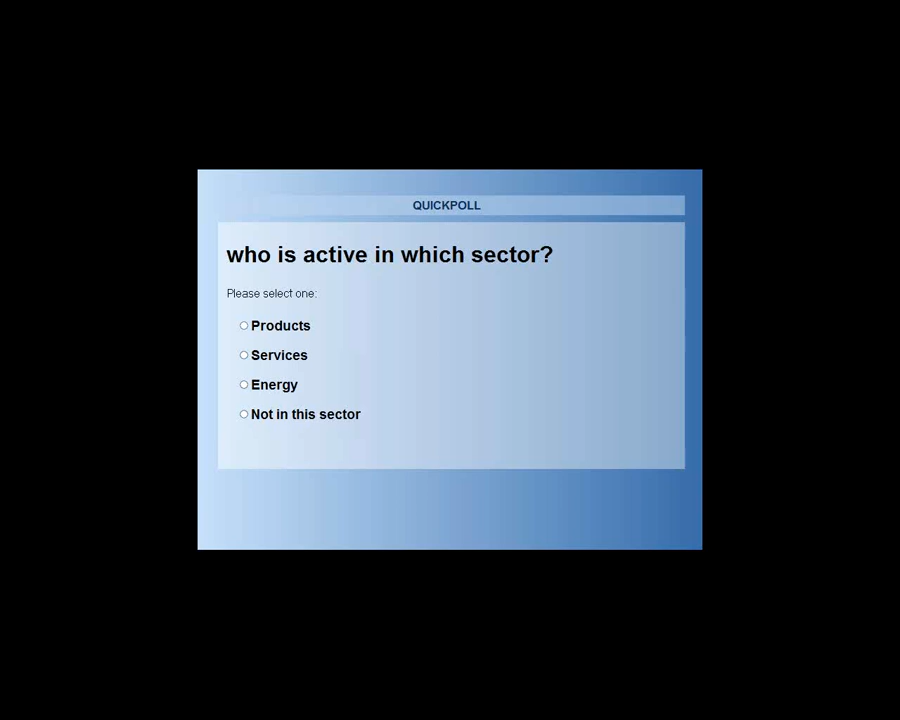 QUICKPOLL
who is active in which sector?
Please select one:
Products
Services
Energy
Not in this sector